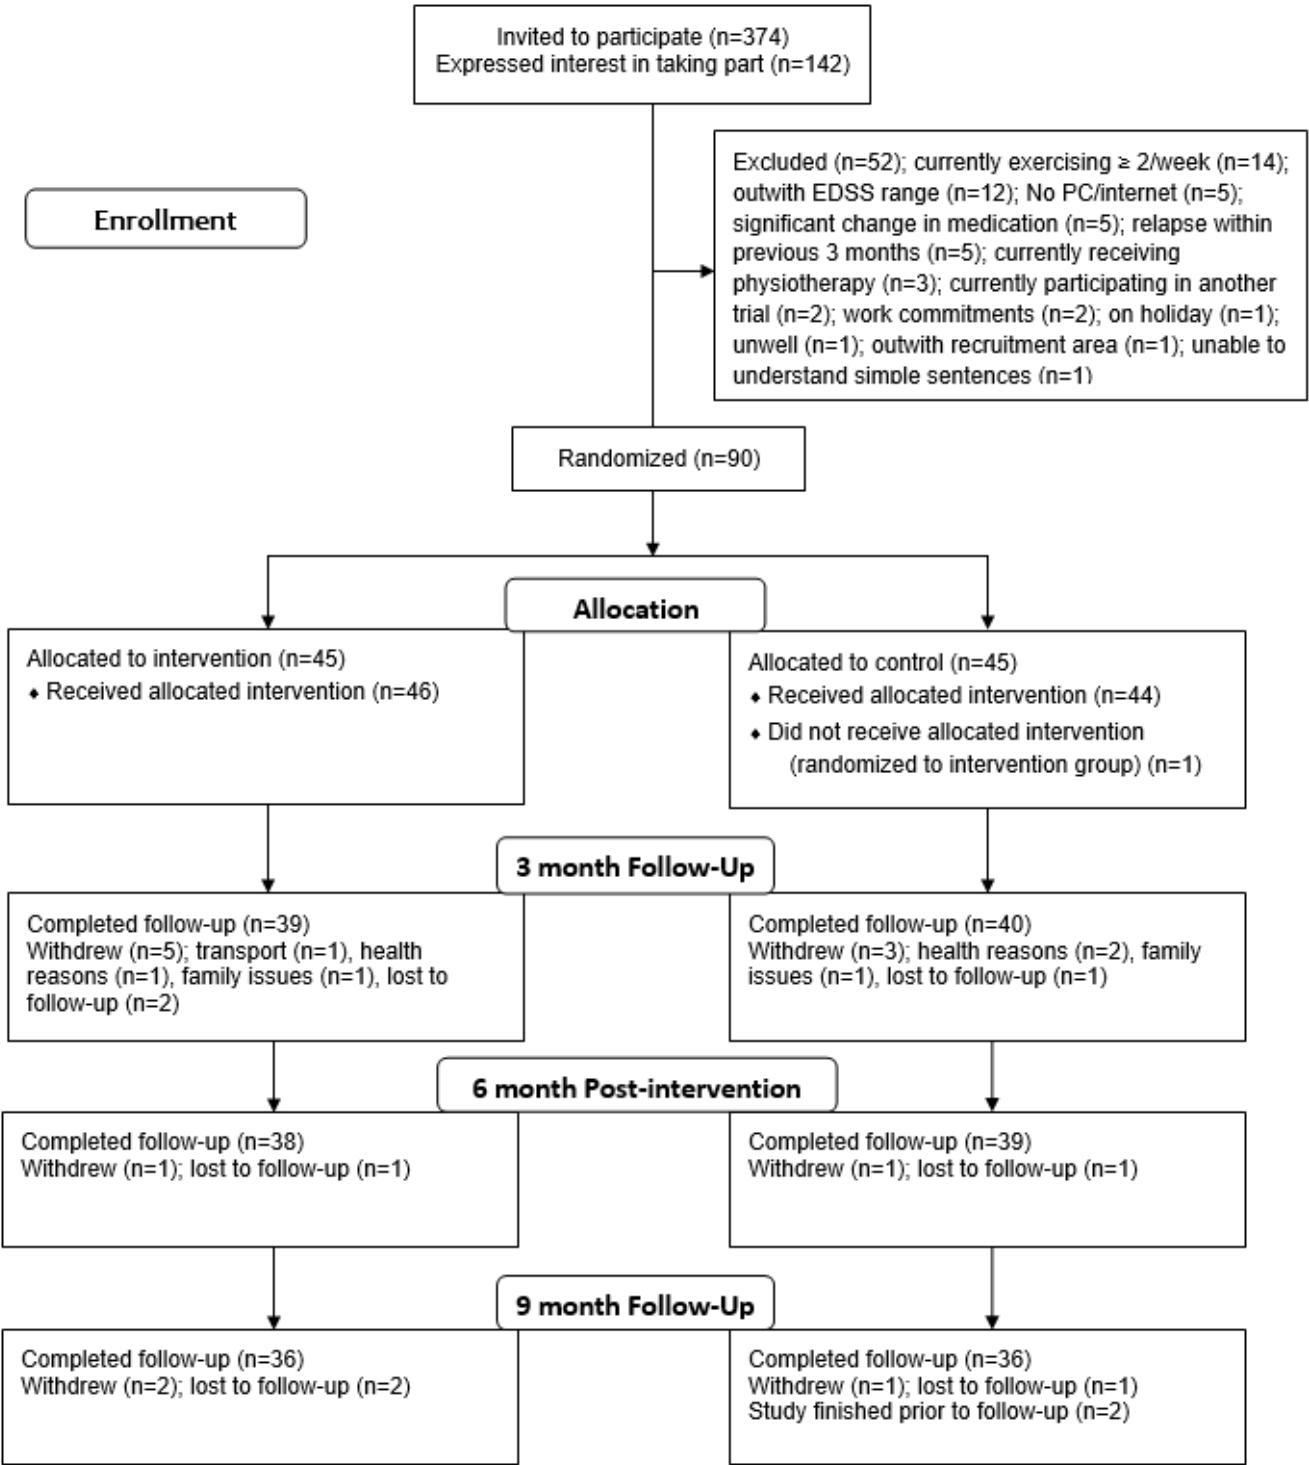 Invited to participate (n=374)
Expressed interest in taking part (n=142)
Excluded (n=52); currently exercising ≥ 2/week (n=14);
outwith EDSS range (n=12); No PC/internet (n=5);
significant change in medication (n=5); relapse within
previous 3 months (n=5); currently receiving
physiotherapy (n=3); currently participating in another
trial (n=2); work commitments (n=2); on holiday (n=1);
unwell (n=1); outwith recruitment area (n=1); unable to
understand simple sentences (n=1)
Enrollment
Randomized (n=90)
Allocation
Allocated to intervention (n=45)
♦ Received allocated intervention (n=46)
Allocated to control (n=45)
♦ Received allocated intervention (n=44)
♦ Did not receive allocated intervention
(randomized to intervention group) (n=1)
3 month Follow-Up
Completed follow-up (n=39)
Withdrew (n=5); transport (n=1), health
reasons (n=1), family issues (n=1), lost to
follow-up (n=2)
Completed follow-up (n=40)
Withdrew (n=3); health reasons (n=2), family
issues (n=1), lost to follow-up (n=1)
6 month Post-intervention
Completed follow-up (n=38)
Withdrew (n=1); lost to follow-up (n=1)
Completed follow-up (n=39)
Withdrew (n=1); lost to follow-up (n=1)
9 month Follow-Up
Completed follow-up (n=36)
Withdrew (n=2); lost to follow-up (n=2)
Completed follow-up (n=36)
Withdrew (n=1); lost to follow-up (n=1)
Study finished prior to follow-up (n=2)